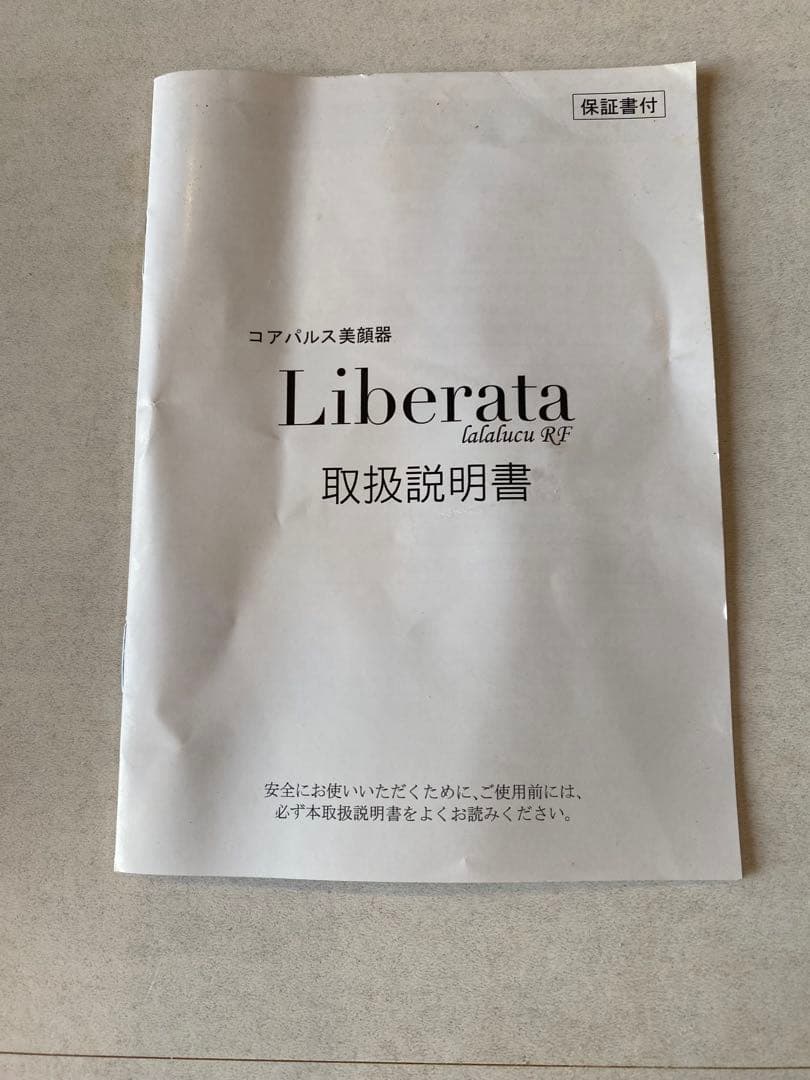 保証書付
コアパルス美顔器
Liberata
lalalucu RF
取扱説明書
安全にお使いいただくために、ご使用前には、
必ず本取扱説明書をよくお読みください。